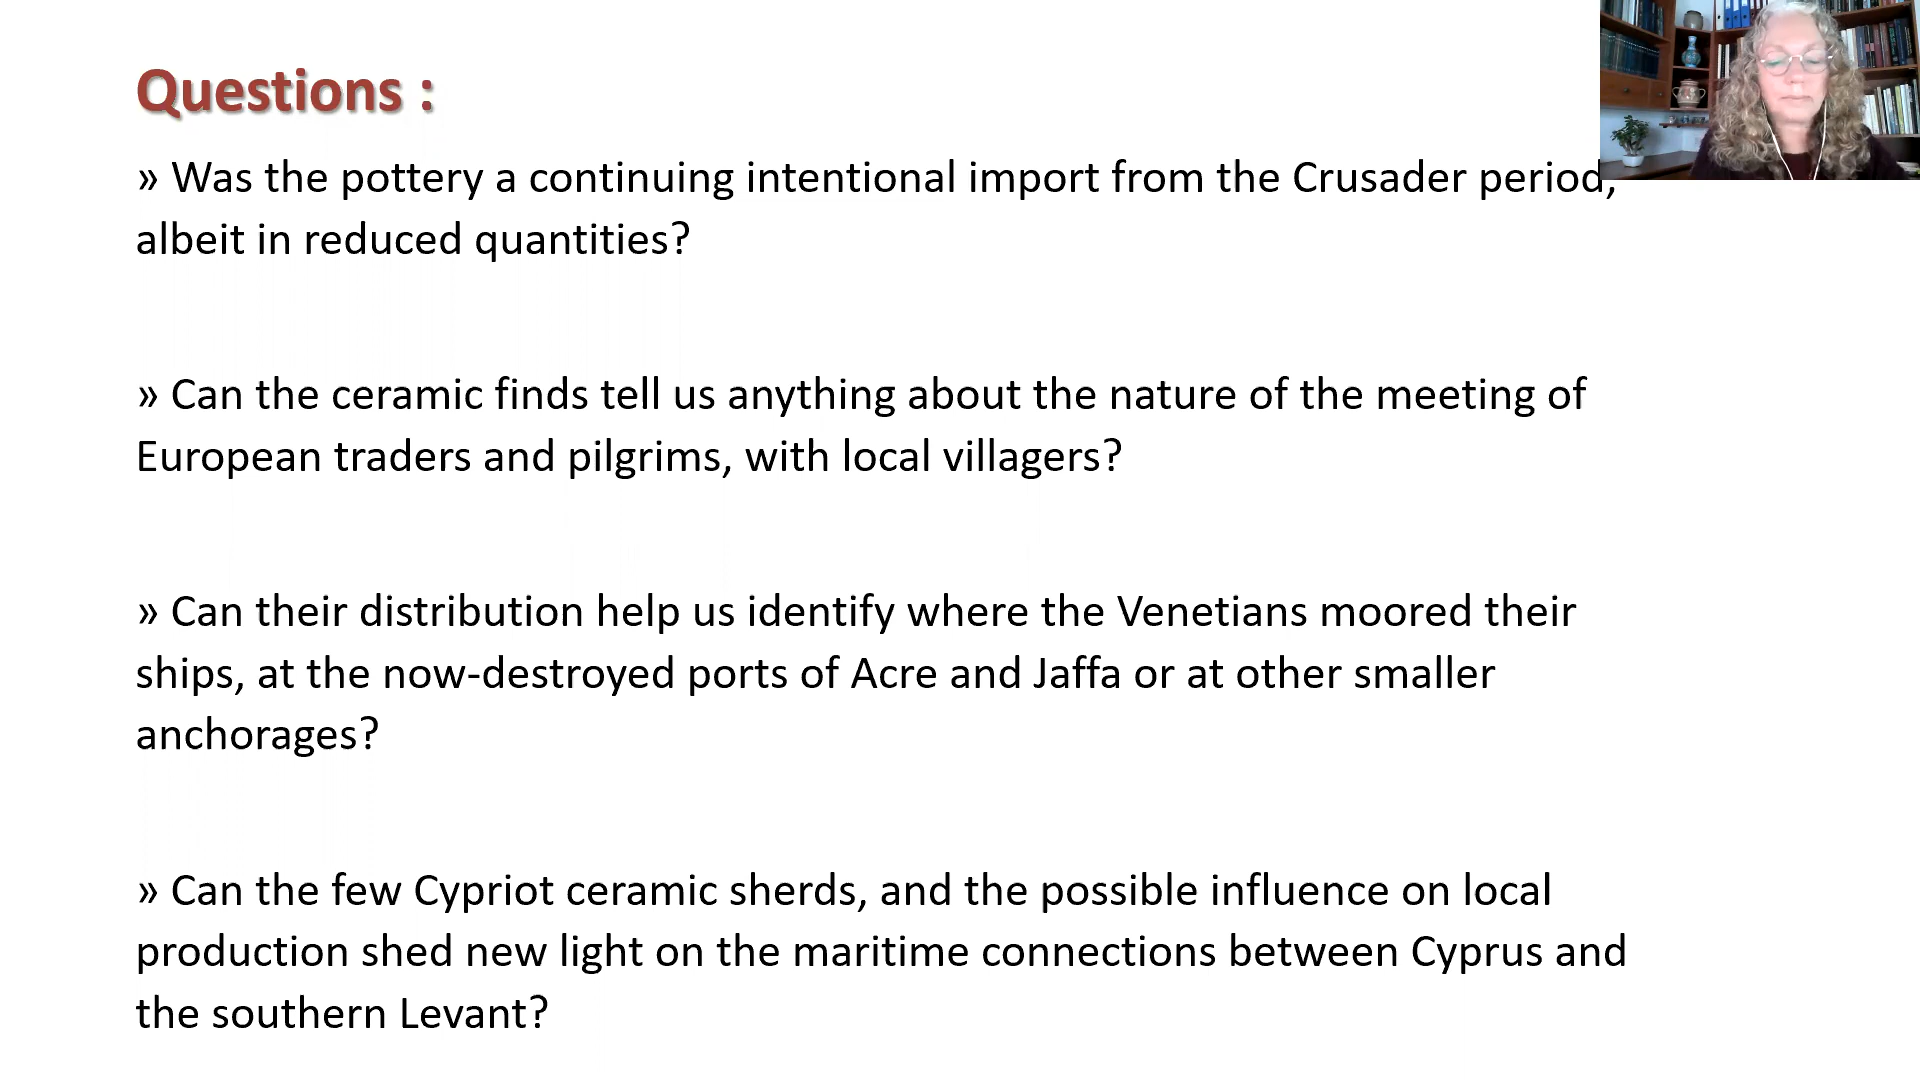 Questions :
» Was the pottery a continuing intentional import from the Crusader period,
albeit in reduced quantities?
» Can the ceramic finds tell us anything about the nature of the meeting of
European traders and pilgrims, with local villagers?
» Can their distribution help us identify where the Venetians moored their
ships, at the now-destroyed ports of Acre and Jaffa or at other smaller
anchorages?
» Can the few Cypriot ceramic sherds, and the possible influence on local
production shed new light on the maritime connections between Cyprus and
the southern Levant?